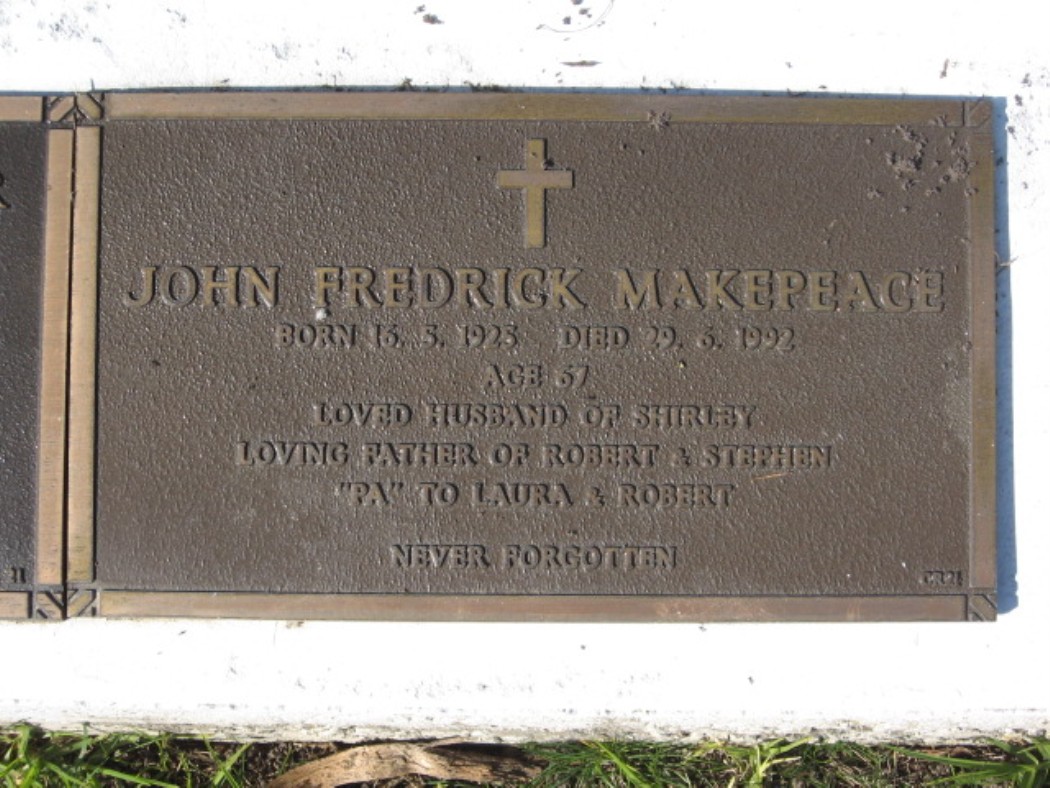 JOHN FREDRICK MAKEPEACE
BORN 16. 5. 1925 DIED 29. 6. 1992
AGE 67
LOVED HUSBAND OF SHIRLEY
LOVING FATHER OF ROBERT & STEPHEN
"PA" TO LAURA & ROBERT
NEVER FORGOTTEN